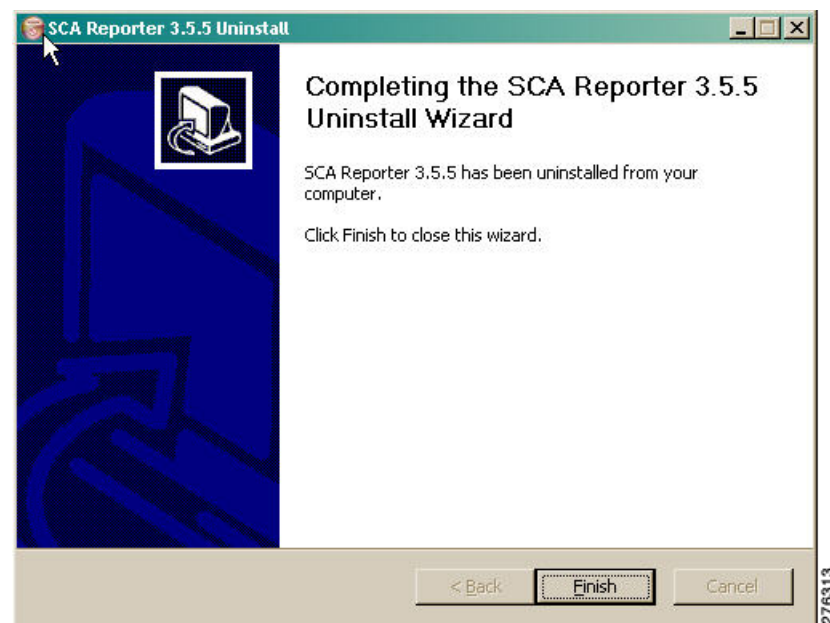 SCA Reporter 3.5.5 Uninstall
Completing the SCA Reporter 3.5.5
Uninstall Wizard
SCA Reporter 3.5.5 has been uninstalled from your
computer.
Click Finish to close this wizard.
< Back
Finish
Cancel
276313